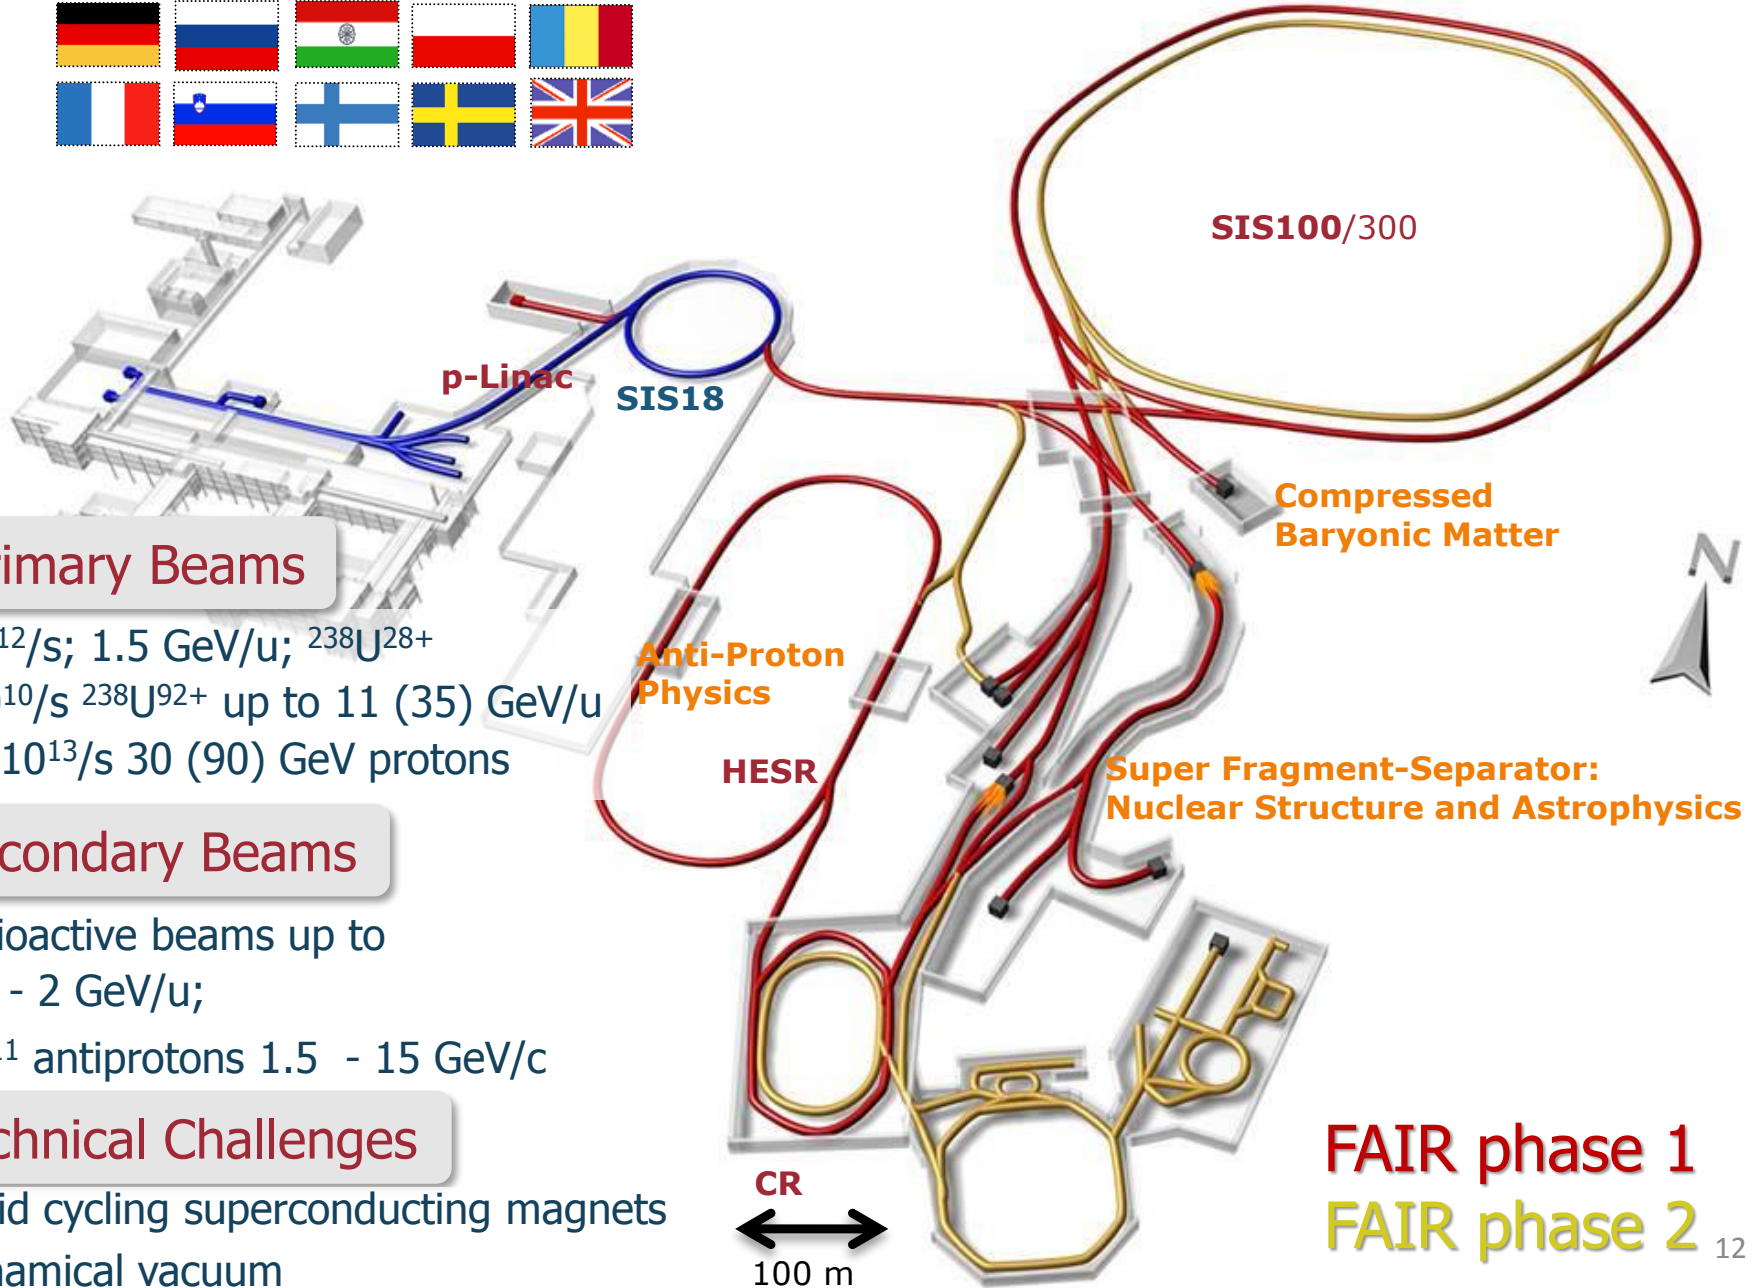 SIS100/300
p-Linac
SIS18
Compressed
Baryonic Matter
N
rimary Beams
12/s; 1.5 GeV/u; 238U28+
10/s 238U92+ up to 11 (35) GeV/u
1013/s 30 (90) GeV protons
Anti-Proton
Physics
HESR
Super Fragment-Separator:
Nuclear Structure and Astrophysics
condary Beams
ioactive beams up to
- 2 GeV/u;
11 antiprotons 1.5 - 15 GeV/c
chnical Challenges
id cycling superconducting magnets
namical vacuum
CR
100 m
FAIR phase 1
FAIR phase 2
12